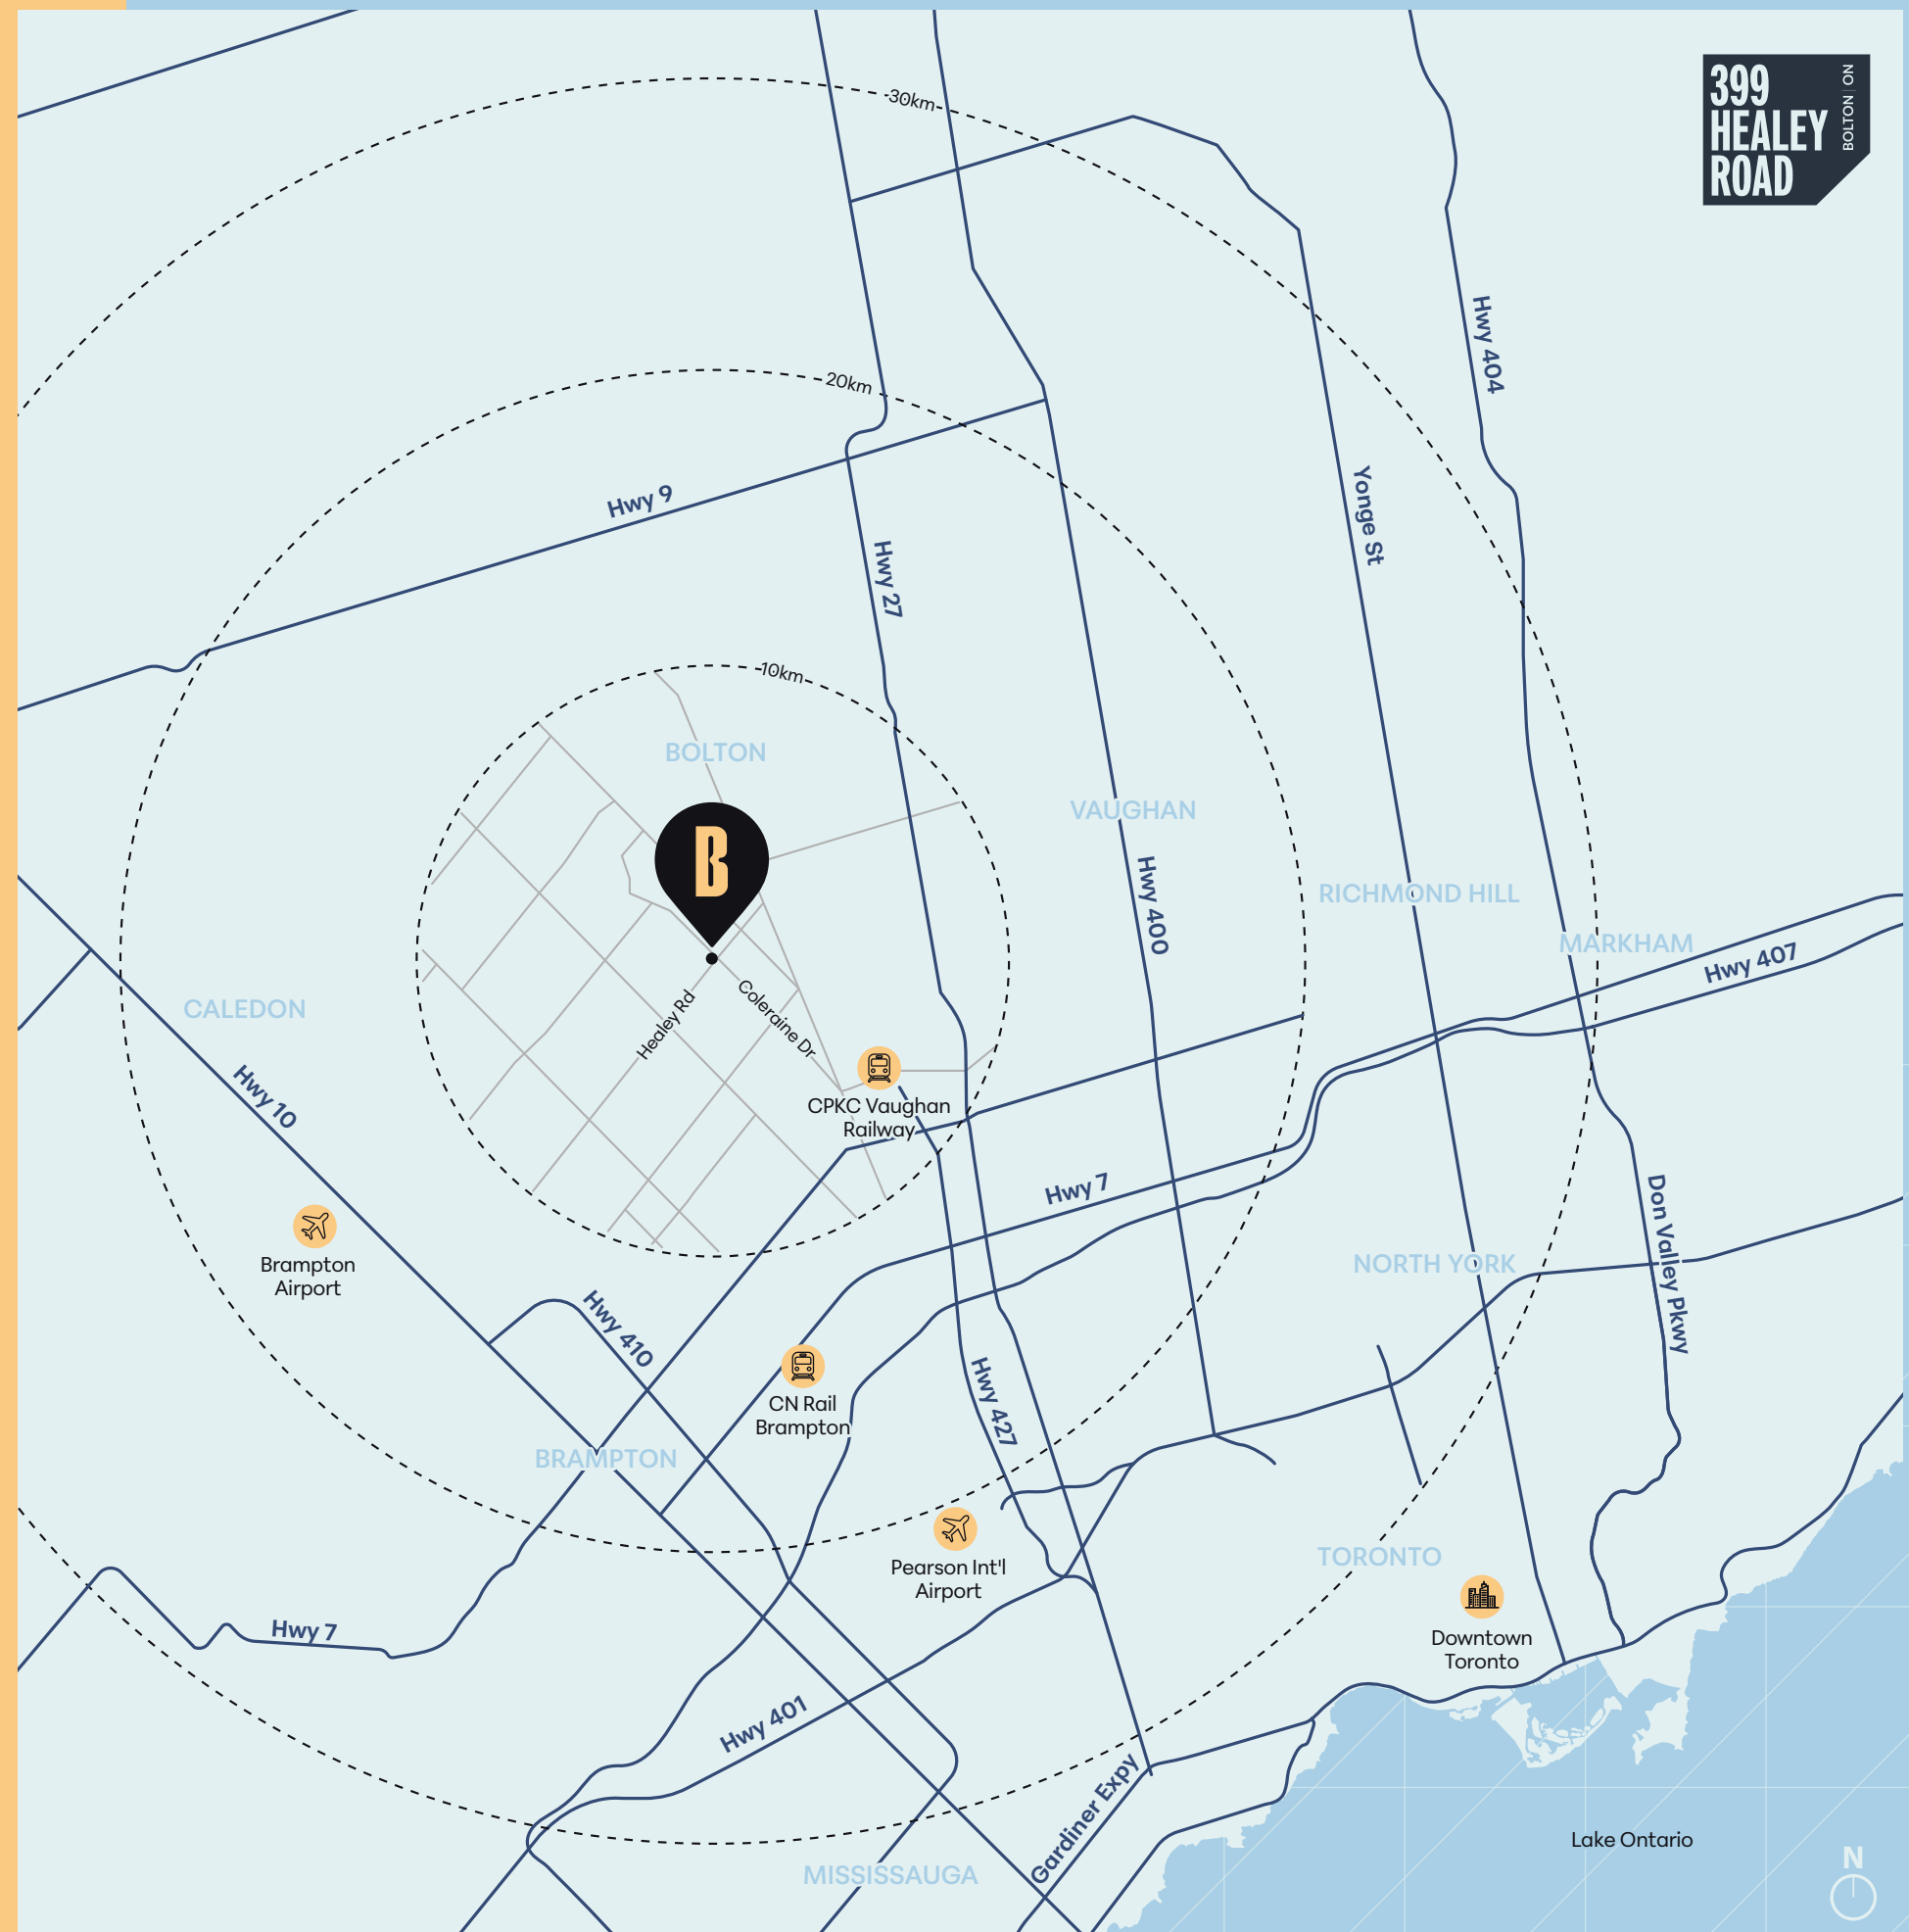 399
HEALEY
ROAD
BOLTON | ON
30km
Hwy 404
20km
Hwy 9
Yonge St
Hwy 27
10km
BOLTON
VAUGHAN
B
Hwy 400
RICHMOND HILL
MARKHAM
Hwy 407
CALEDON
Healey Rd
Coleraine Dr
Hwy 10
CPKC Vaughan
Railway
Hwy 7
Don Valley Pkwy
Brampton
Airport
NORTH YORK
Hwy 410
CN Rail
Brampton
Hwy 427
BRAMPTON
Pearson Int'l
Airport
TORONTO
Hwy 7
Downtown
Toronto
Hwy 401
Gardiner Expy
Lake Ontario
MISSISSAUGA
N